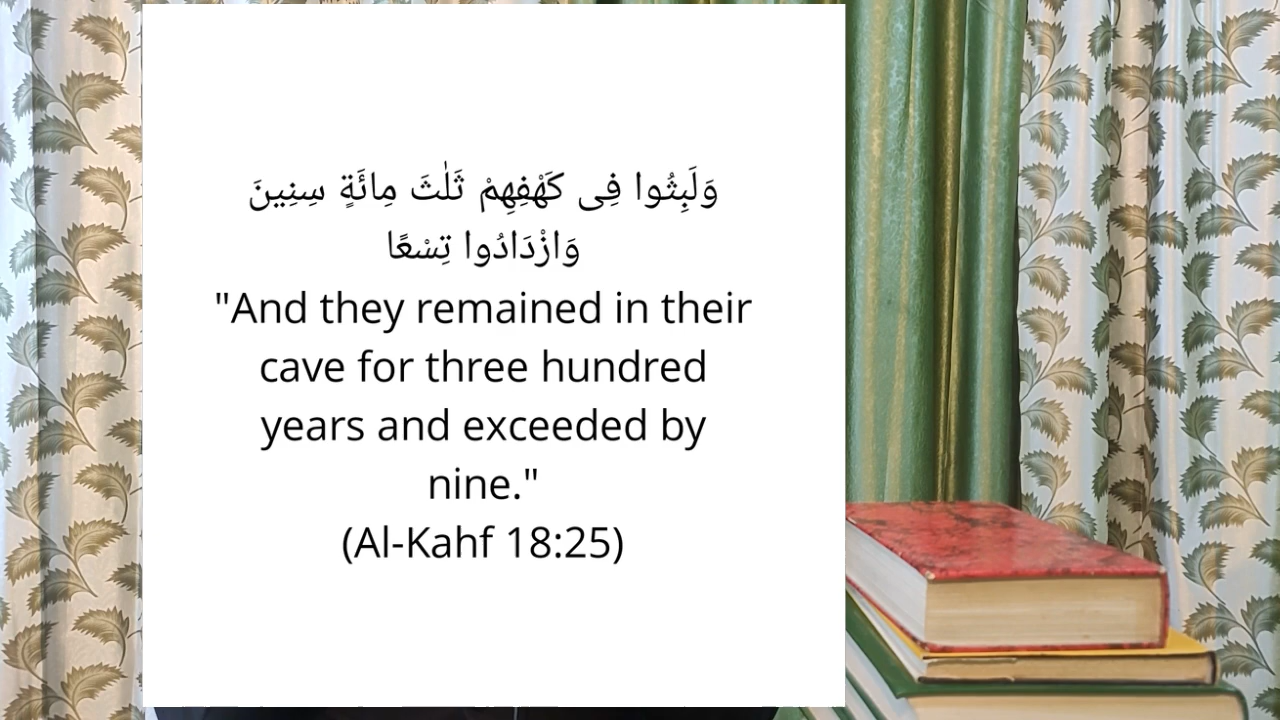 وَلَبِثُوا فِى كَهْفِهِمْ ثَلٰثَ مِائَةٍ سِنِينَ
وَازْدَادُوا تِسْعًا
"And they remained in their
cave for three hundred
years and exceeded by
nine."
(Al-Kahf 18:25)